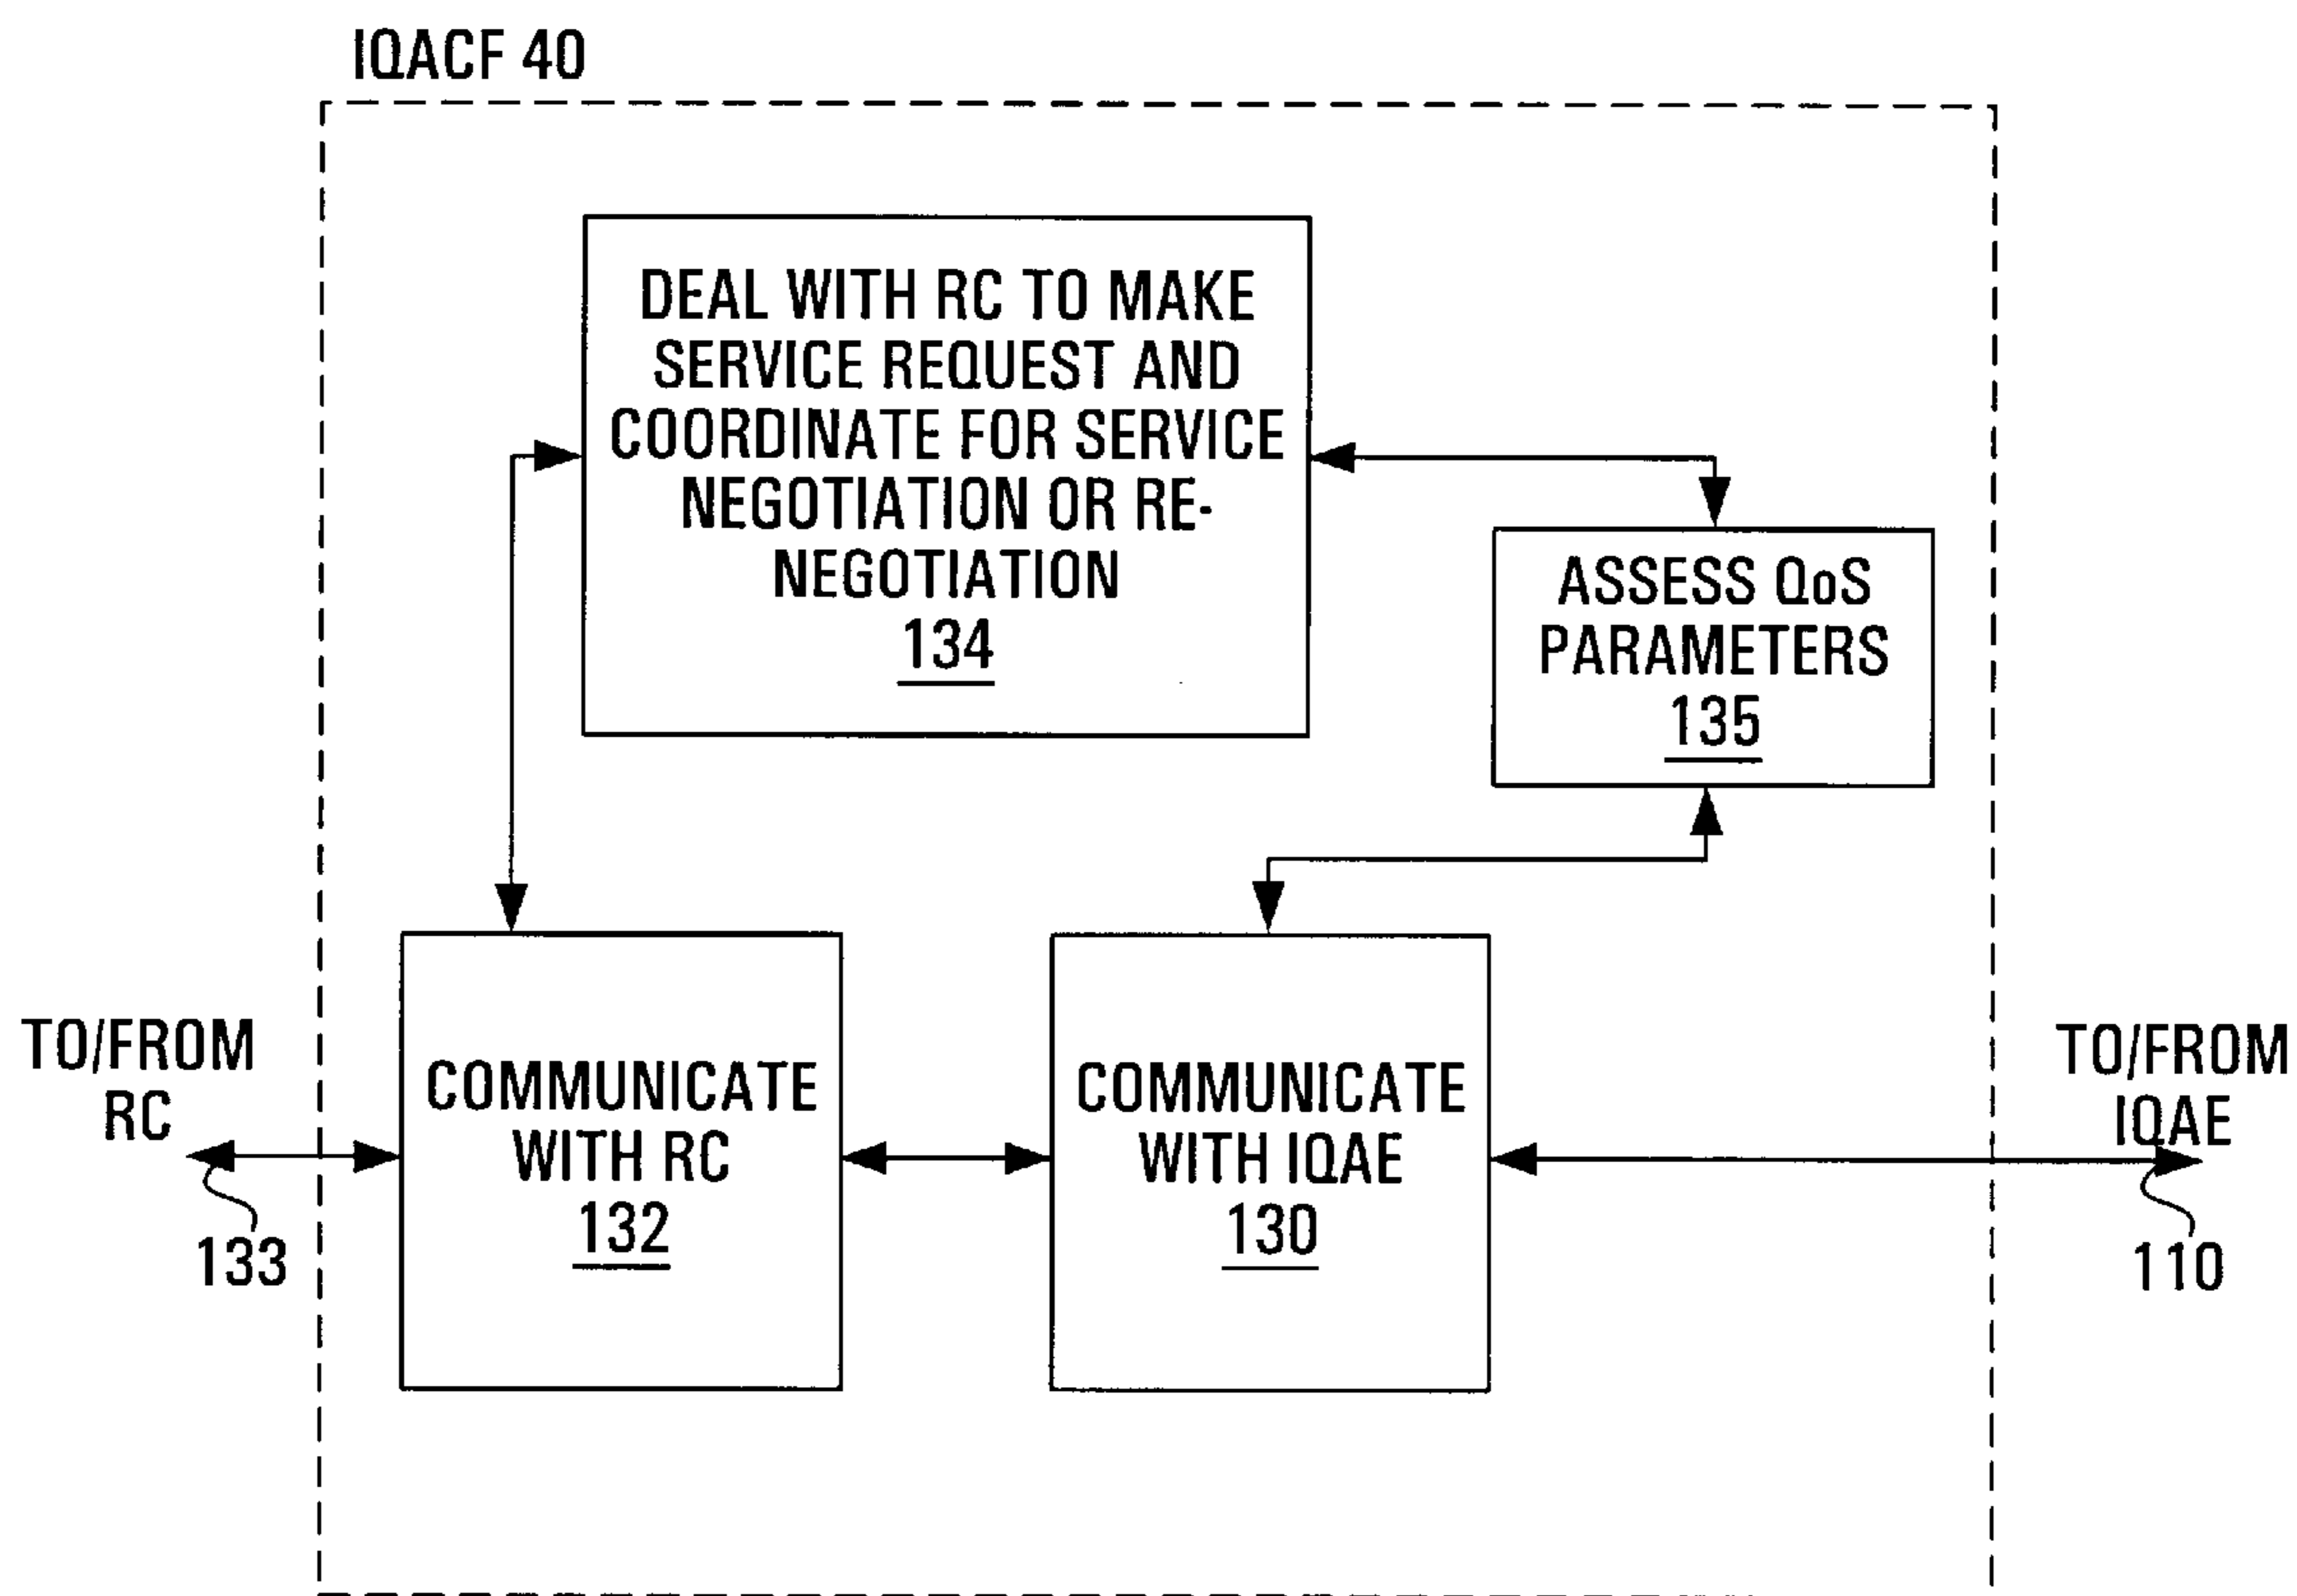 IQACF 40
DEAL WITH RC TO MAKE
SERVICE REQUEST AND
COORDINATE FOR SERVICE
NEGOTIATION OR RE-
NEGOTIATION
134
ASSESS QoS
PARAMETERS
135
TO/FROM
RC
133
COMMUNICATE
WITH RC
132
COMMUNICATE
WITH IQAE
130
TO/FROM
IQAE
110